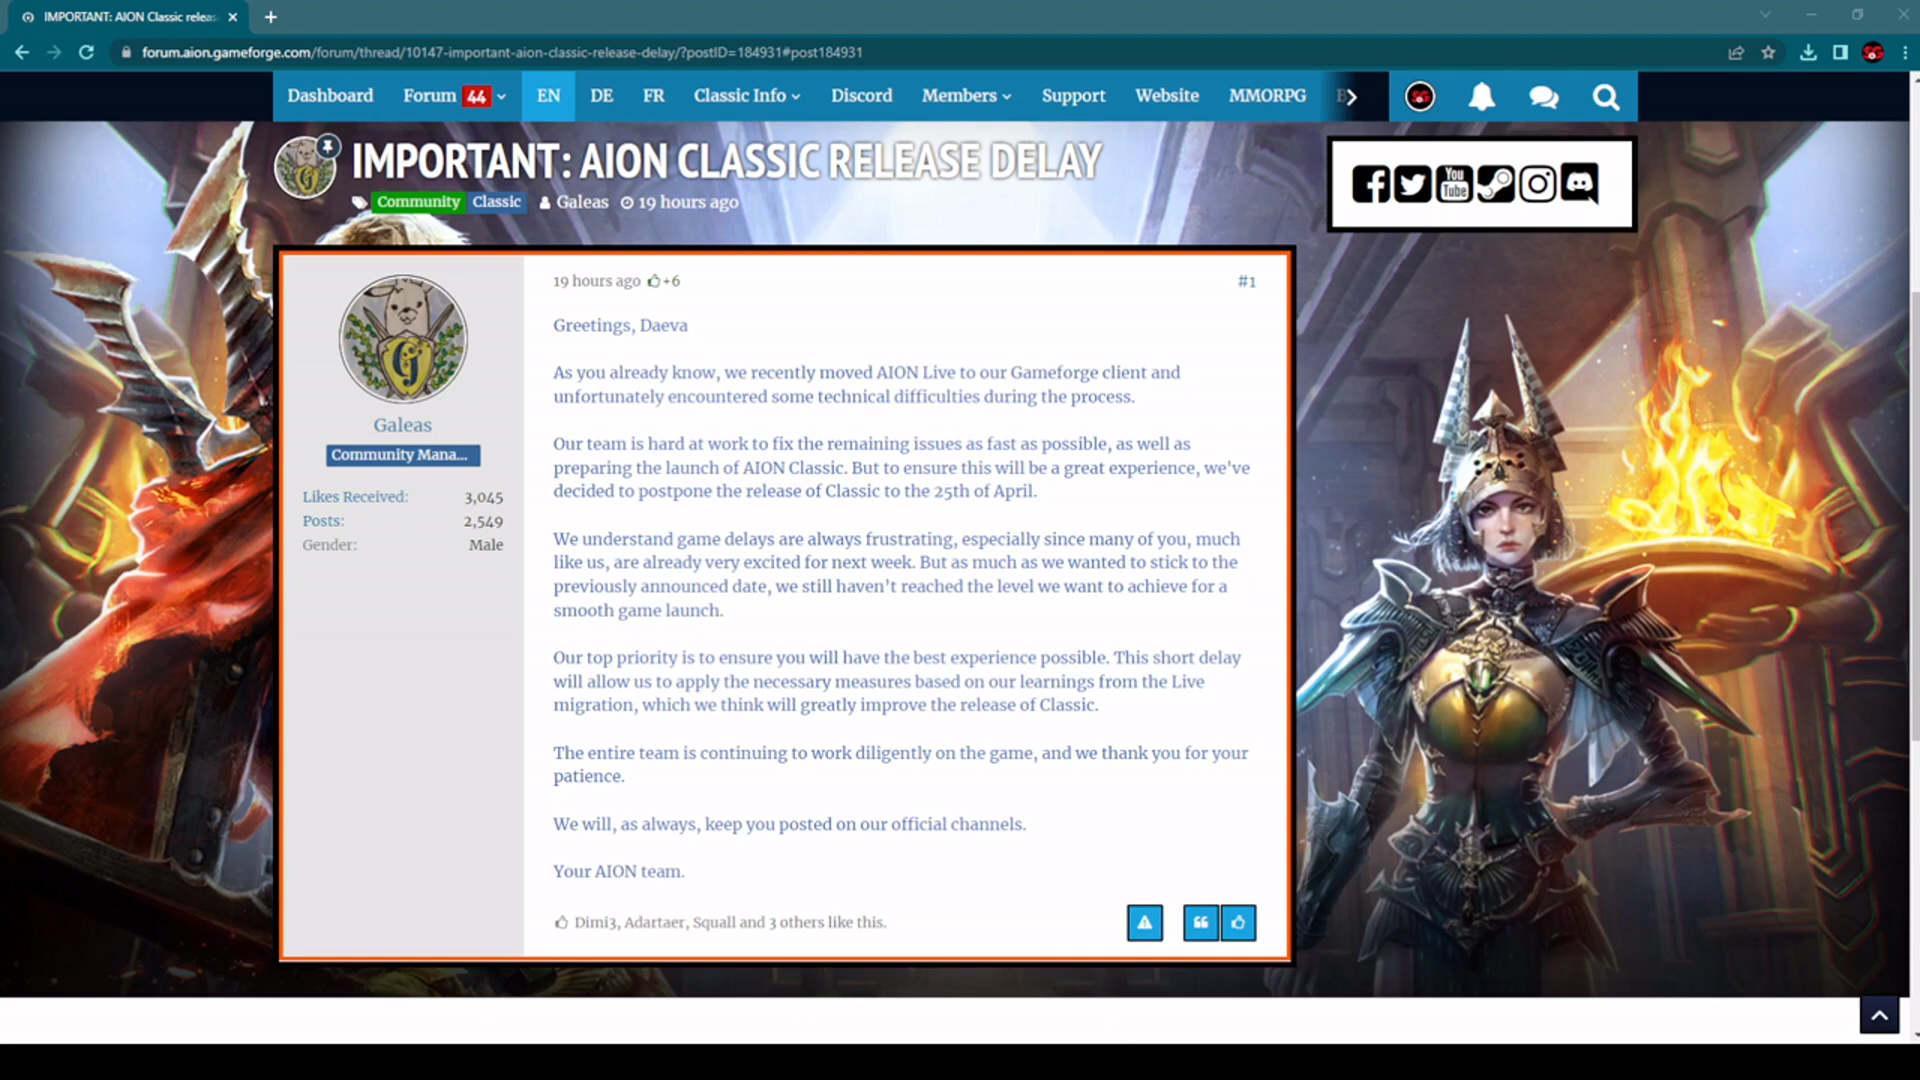 IMPORTANT: AION Classic releas
forum.aion.gameforge.com/forum/thread/10147-important-aion-classic-release-delay/?postID=184931#post184931
Dashboard Forum 44 EN DE FR Classic Info Discord Members Support Website MMORPG
IMPORTANT: AION CLASSIC RELEASE DELAY
Community Classic Galeas 19 hours ago
You Tube
19 hours ago +6 #1
Greetings, Daeva
As you already know, we recently moved AION Live to our Gameforge client and
unfortunately encountered some technical difficulties during the process.
Galeas
Community Mana...
Likes Received: 3,045
Posts: 2,549
Gender: Male
Our team is hard at work to fix the remaining issues as fast as possible, as well as
preparing the launch of AION Classic. But to ensure this will be a great experience, we've
decided to postpone the release of Classic to the 25th of April.
We understand game delays are always frustrating, especially since many of you, much
like us, are already very excited for next week. But as much as we wanted to stick to the
previously announced date, we still haven’t reached the level we want to achieve for a
smooth game launch.
Our top priority is to ensure you will have the best experience possible. This short delay
will allow us to apply the necessary measures based on our learnings from the Live
migration, which we think will greatly improve the release of Classic.
The entire team is continuing to work diligently on the game, and we thank you for your
patience.
We will, as always, keep you posted on our official channels.
Your AION team.
Dimi3, Adartaer, Squall and 3 others like this.